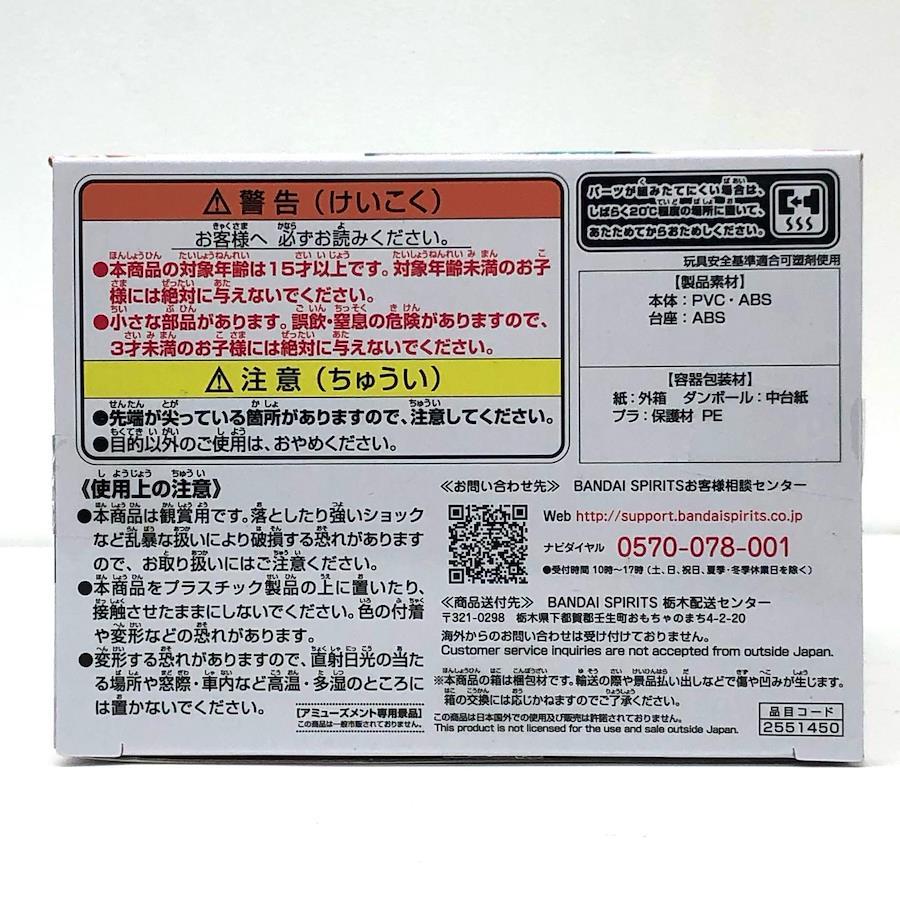 ⚠警告（けいこく）
お客様へ 必ずお読みください。
●本商品の対象年齢は15才以上です。対象年齢未満のお子
様には絶対に与えないでください。
●小さな部品があります。誤飲・窒息の危険がありますので、
3才未満のお子様には絶対に与えないでください。
⚠注意（ちゅうい）
●先端が尖っている箇所がありますので、注意してください。
●目的以外のご使用は、おやめください。
《使用上の注意》
●本商品は観賞用です。落としたり強いショック
など乱暴な扱いにより破損する恐れがあります
ので、お取り扱いにはご注意ください。
●本商品をプラスチック製品の上に置いたり、
接触させたままにしないでください。色の付着
や変形などの恐れがあります。
●変形する恐れがありますので、直射日光の当た
る場所や窓際・車内など高温・多湿のところに
は置かないでください。
[アミューズメント専用景品]
この商品は一般市販されていません。
パーツが組みたてにくい場合は、
しばらく20℃程度の場所に置いて、
あたためてからおためしください。
玩具安全基準適合可塑剤使用
【製品素材】
本体：PVC・ABS
台座：ABS
【容器包装材】
紙：外箱 ダンボール：中台紙
プラ：保護材 PE
≪お問い合わせ先≫ BANDAI SPIRITSお客様相談センター
Web http://support.bandaispirits.co.jp
ナビダイヤル 0570-078-001
●受付時間 10時〜17時（土、日、祝日、夏季・冬季休業日を除く）
≪商品送付先≫ BANDAI SPIRITS 栃木配送センター
〒321-0298 栃木県下都賀郡壬生町おもちゃのまち4-2-20
海外からのお問い合わせは受け付けておりません。
Customer service inquiries are not accepted from outside Japan.
※本商品の箱は梱包材です。輸送の際や景品払い出しなどで傷や凹みが生じます。
箱の交換には応じかねますのでご了承ください。
この商品は日本国外での使用及び販売は許諾されておりません。
This product is not licensed for the use and sale outside Japan.
品目コード
2551450